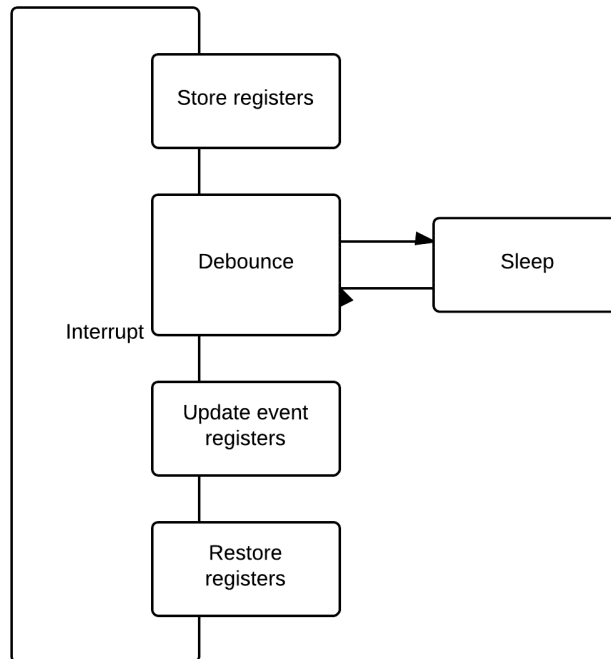 Store registers
Debounce
Sleep
Interrupt
Update event
registers
Restore
registers